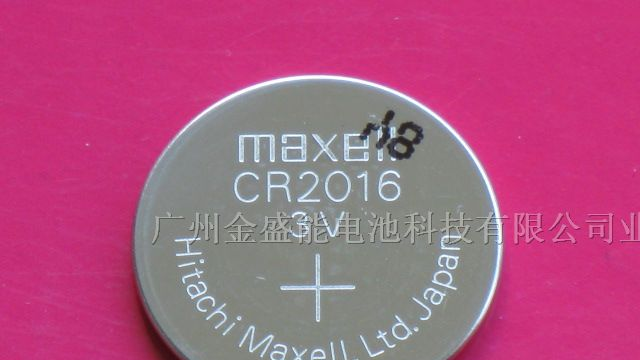 maxell
CR2016
3V
广州金盛能电池科技有限公司业
Hitachi Maxell, Ltd. Japan